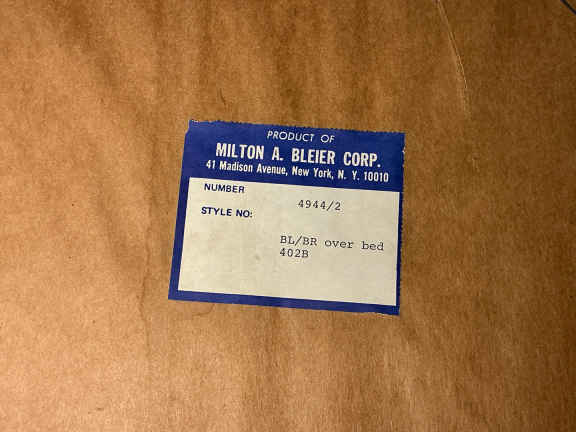 PRODUCT OF
MILTON A. BLEIER CORP.
41 Madison Avenue, New York, N. Y. 10010
NUMBER
4944/2
STYLE NO:
BL/BR over bed
402B